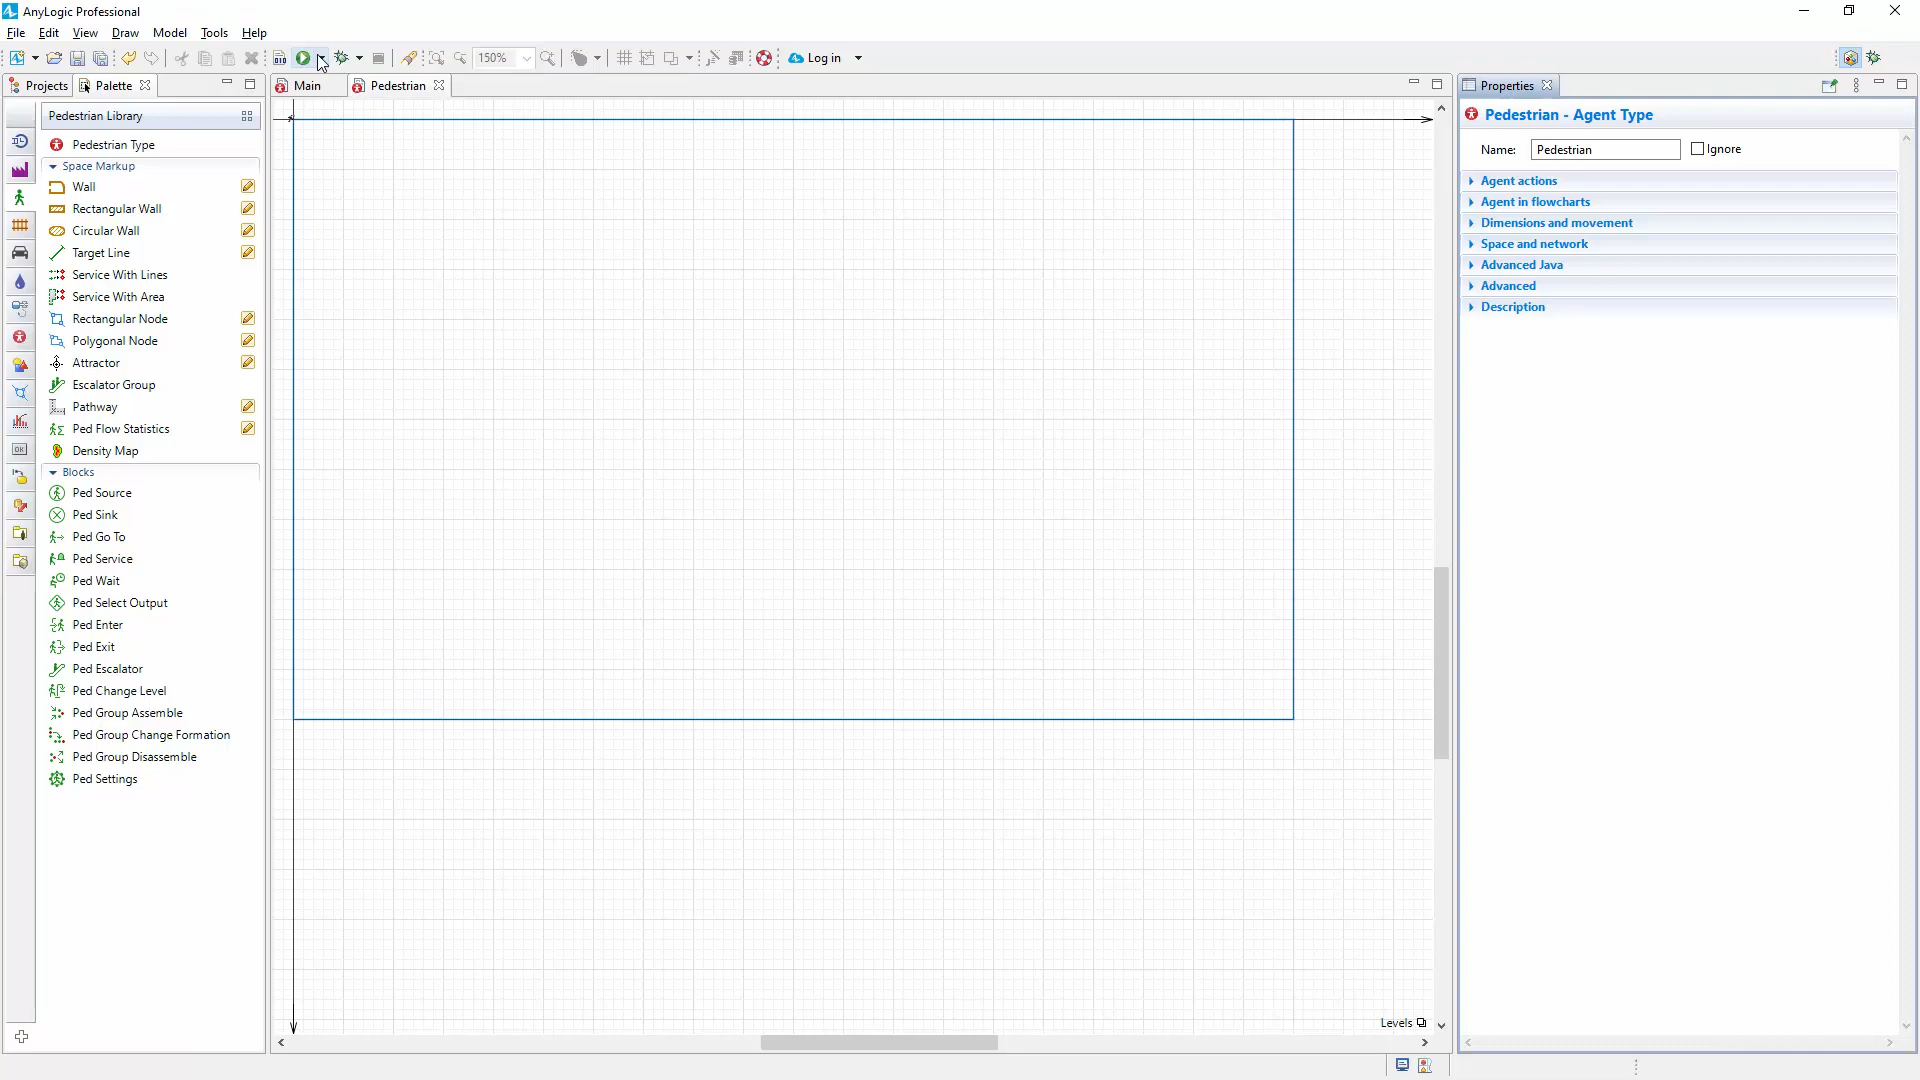 AnyLogic Professional
File Edit View Draw Model Tools Help
150% Log in
Projects Palette Main Pedestrian Properties
Pedestrian Library
Pedestrian Type
Space Markup
Wall
Rectangular Wall
Circular Wall
Target Line
Service With Lines
Service With Area
Rectangular Node
Polygonal Node
Attractor
Escalator Group
Pathway
Ped Flow Statistics
Density Map
Blocks
Ped Source
Ped Sink
Ped Go To
Ped Service
Ped Wait
Ped Select Output
Ped Enter
Ped Exit
Ped Escalator
Ped Change Level
Ped Group Assemble
Ped Group Change Formation
Ped Group Disassemble
Ped Settings
Levels
Pedestrian - Agent Type
Name: Pedestrian Ignore
Agent actions
Agent in flowcharts
Dimensions and movement
Space and network
Advanced Java
Advanced
Description